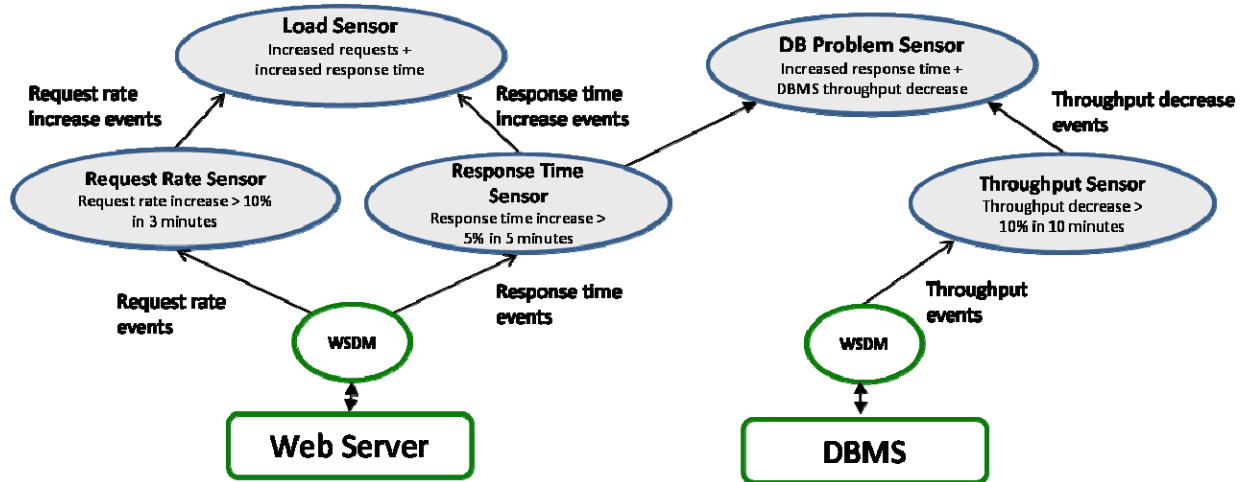 Load Sensor
Increased requests +
increased response time
DB Problem Sensor
Increased response time +
DBMS throughput decrease
Request rate
increase events
Response time
increase events
Throughput decrease
events
Request Rate Sensor
Request rate increase > 10%
in 3 minutes
Response Time
Sensor
Response time increase >
5% in 5 minutes
Throughput Sensor
Throughput decrease >
10% in 10 minutes
Request rate
events
Response time
events
Throughput
events
WSDM
WSDM
Web Server
DBMS